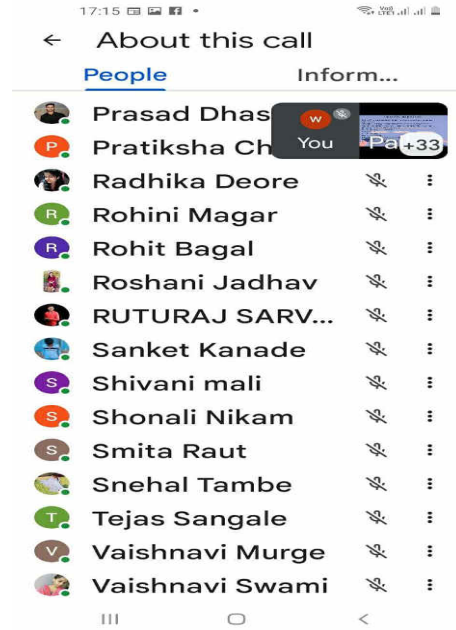 17:15
About this call
People Inform...
Prasad Dhas
W
You Pa +33
P Pratiksha Ch
Radhika Deore
R Rohini Magar
R Rohit Bagal
Roshani Jadhav
RUTURAJ SARV...
Sanket Kanade
S Shivani mali
S Shonali Nikam
S Smita Raut
Snehal Tambe
T Tejas Sangale
V Vaishnavi Murge
Vaishnavi Swami